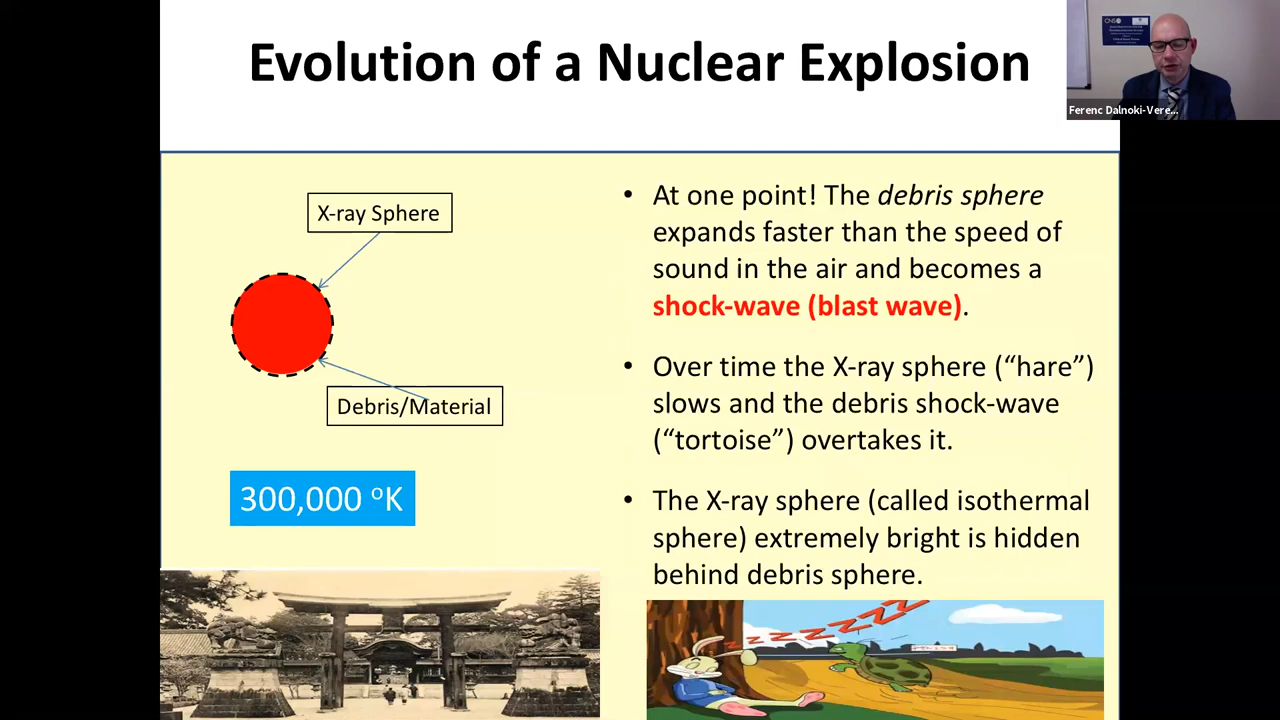 Evolution of a Nuclear Explosion
Ferenc Dalnoki-Vere...
X-ray Sphere
Debris/Material
300,000 ᵒK
• At one point! The debris sphere
expands faster than the speed of
sound in the air and becomes a
shock-wave (blast wave).
• Over time the X-ray sphere (“hare”)
slows and the debris shock-wave
(“tortoise”) overtakes it.
• The X-ray sphere (called isothermal
sphere) extremely bright is hidden
behind debris sphere.
ZZZZZZZ